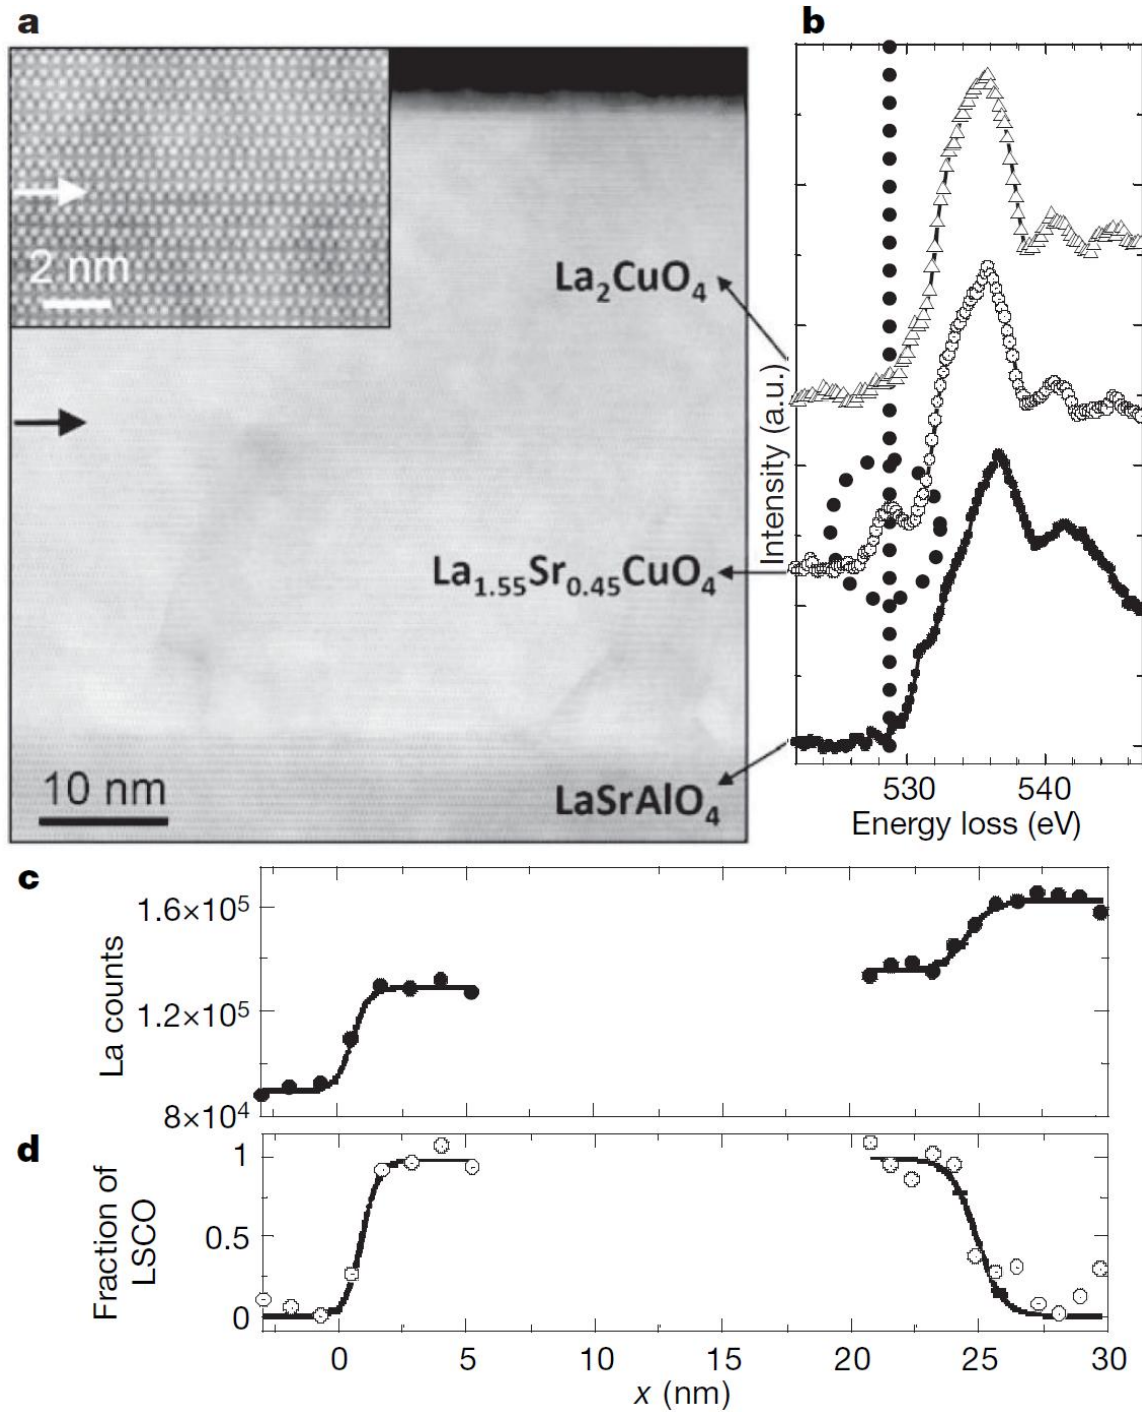 a
2 nm
La₂CuO₄
La₁.₅₅Sr₀.₄₅CuO₄
LaSrAlO₄
10 nm
b
Intensity (a.u.)
530 540
Energy loss (eV)
c
La counts
1.6×10⁵
1.2×10⁵
8×10⁴
d
Fraction of
LSCO
1
0.5
0
0 5 10 15 20 25 30
x (nm)